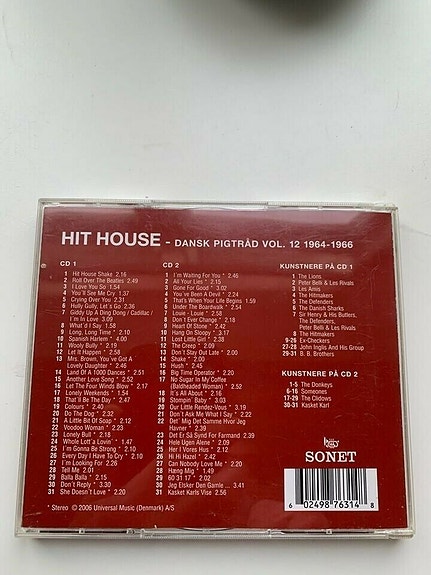 HIT HOUSE - DANSK PIGTRÅD VOL. 12 1964-1966
CD 1
1 Hit House Shake 2.16
2 Roll Over The Beatles 2.49
3 I Love You So 1.54
4 You'll See Me Cry 1.37
5 Crying Over You 2.31
6 Hully Gully, Let's Go 2.36
7 Giddy Up A Ding Dong / Cadillac /
I´m In Love 3.09
8 What´d I Say 1.58
9 Long, Long Time * 2.10
10 Spanish Harlem * 4.00
11 Wooly Bully * 2.19
12 Let It Happen * 2.58
13 Mrs. Brown, You've Got A
Lovely Daughter * 2.46
14 Land Of A 1000 Dances * 2.51
15 Another Love Song * 2.52
16 Let The Four Winds Blow * 2.17
17 Lonely Weekends * 1.54
18 That´ll Be The Day * 2.47
19 Colours * 2.40
20 Do The Dog * 2.32
21 A Little Bit Of Soap * 2.12
22 Voodoo Woman * 2.33
23 Lonely Bull * 2.18
24 Whole Lott´a Lovin´ * 1.54
25 I´m Gonna Be Strong * 2.10
26 Every Day I Have To Cry * 2.10
27 I´m Looking For * 2.26
28 Tell Me 2.01
29 Balla Balla * 2.15
30 Don't Reply * 3.30
31 She Doesn't Love * 2.20
CD 2
1 I´m Waiting For You * 2.46
2 All Your Lies * 2.15
3 Gone For Good * 3.02
4 You´ve Been A Devil * 2.24
5 That's When Your Life Begins 1.59
6 Under The Boardwalk * 1.54
7 Louie - Louie * 2.58
8 Don´t Ever Change * 2.18
9 Heart Of Stone * 2.42
10 Hang On Sloopy * 3.17
11 Lost Little Girl * 2.38
12 The Creep * 2.09
13 Don't Stay Out Late * 2.00
14 Shake * 2.00
15 Hush * 2.45
16 Big Time Operator * 2.20
17 No Sugar In My Coffee
(Baldheaded Woman) * 2.52
18 It´s All About * 2.16
19 Stompin´ Baby * 3.03
20 Our Little Rendez-Vous * 3.19
21 Don´t Ask Me What I Say * 2.22
22 Det´ Mig Det Samme Hvor Jeg
Havner * 2.39
23 Det Er Så Synd For Farmand 2.39
24 Hele Ugen Alene * 2.09
25 Her I Vores Hus * 2.12
26 Hi Hi Hazel * 2.42
27 Can Nobody Love Me * 2.20
28 Hæng Mig * 1.49
29 60 31 17 * 2.02
30 Jeg Elsker Den Gamle ... 3.41
31 Kasket Karls Vise 2.56
KUNSTNERE PÅ CD 1
1 The Lions
2 Peter Belli & Les Rivals
3 Les Amis
4 The Hitmakers
5 The Defenders
6 The Danish Sharks
7 Sir Henry & His Butlers,
The Defenders,
Peter Belli & Les Rivals
8 The Hitmakers
9-26 Ex-Checkers
27-28 John Inglis And His Group
29-31 B. B. Brothers
KUNSTNERE PÅ CD 2
1-5 The Donkeys
6-16 Someones
17-29 The Clidows
30-31 Kasket Karl
SONET
6 02498 76314 8
* Stereo ℗ 2006 Universal Music (Denmark) A/S